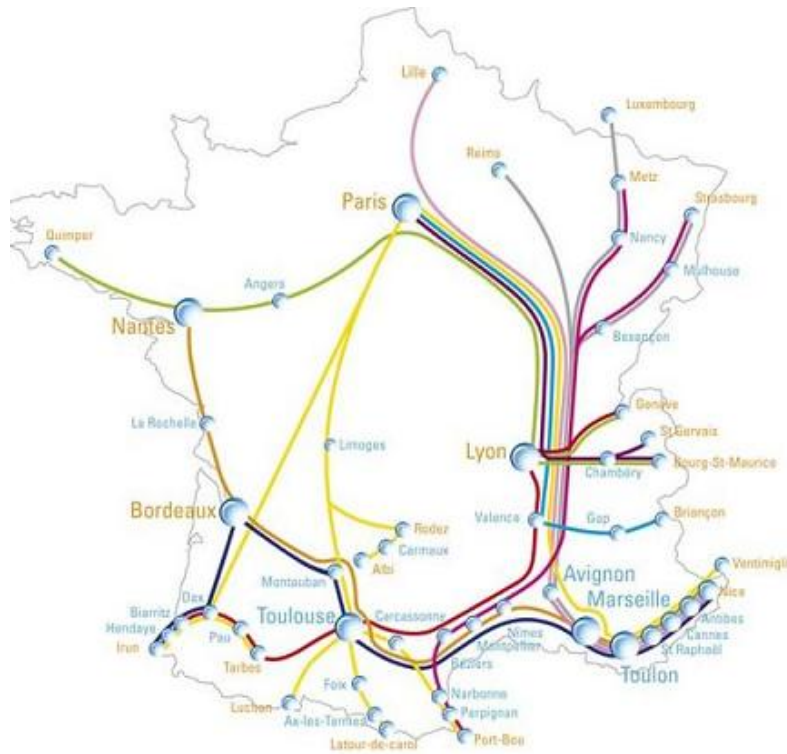 Lille
Luxembourg
Reims
Metz
Paris
Strasbourg
Nancy
Quimper
Mulhouse
Angers
Nantes
Besançon
Genève
La Rochelle
St Gervais
Limoges
Lyon
Chambéry
Bourg-St-Maurice
Bordeaux
Valence
Gap
Briançon
Rodez
Carmaux
Albi
Montauban
Avignon
Ventimigli
Dax
Marseille
Nice
Biarritz
Toulouse
Carcassonne
Antibes
Hendaye
Pau
Nîmes
Cannes
Irun
Montpellier
St Raphaël
Tarbes
Béziers
Toulon
Foix
Narbonne
Luchon
Perpignan
Ax-les-Termes
Latour-de-carol
Port-Bou